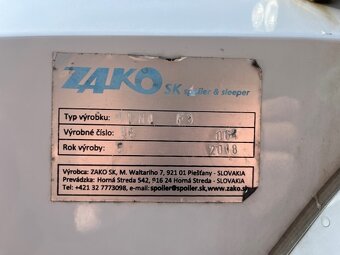 ZAKO SK spoiler & sleeper
Typ výrobku:
Výrobné číslo:
Rok výroby: 2008
Výrobca: ZAKO SK, M. Waltariho 7, 921 01 Piešťany - SLOVAKIA
Prevádzka: Horná Streda 542, 916 24 Horná Streda - SLOVAKIA
Tel: +421 32 7773098, e-mail: spoiler@spoiler.sk, www.zako.sk